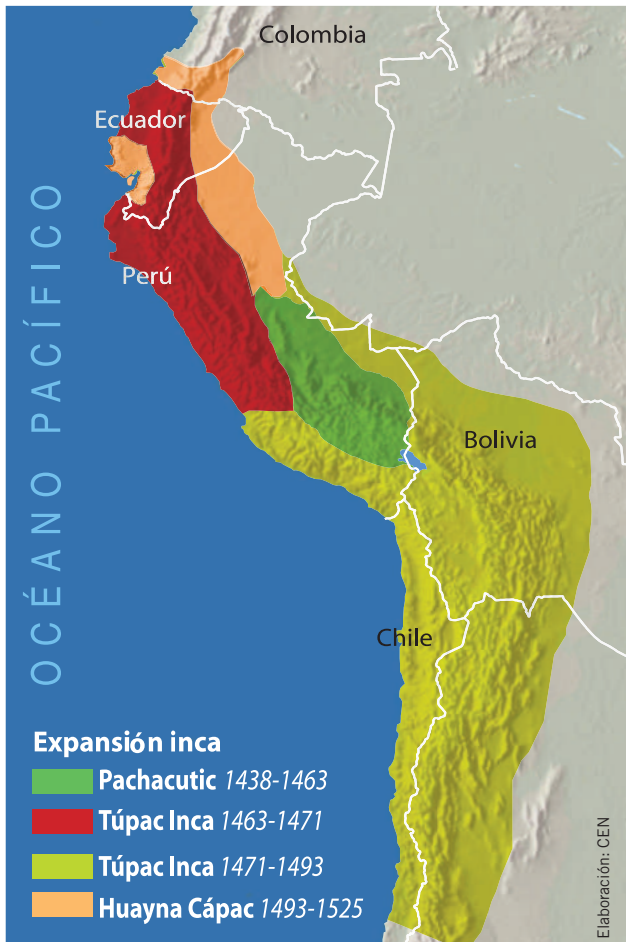 Colombia
Ecuador
Perú
OCÉANO PACÍFICO
Bolivia
Chile
Expansión inca
Pachacutic 1438-1463
Túpac Inca 1463-1471
Túpac Inca 1471-1493
Huayna Cápac 1493-1525
Elaboración: CEN